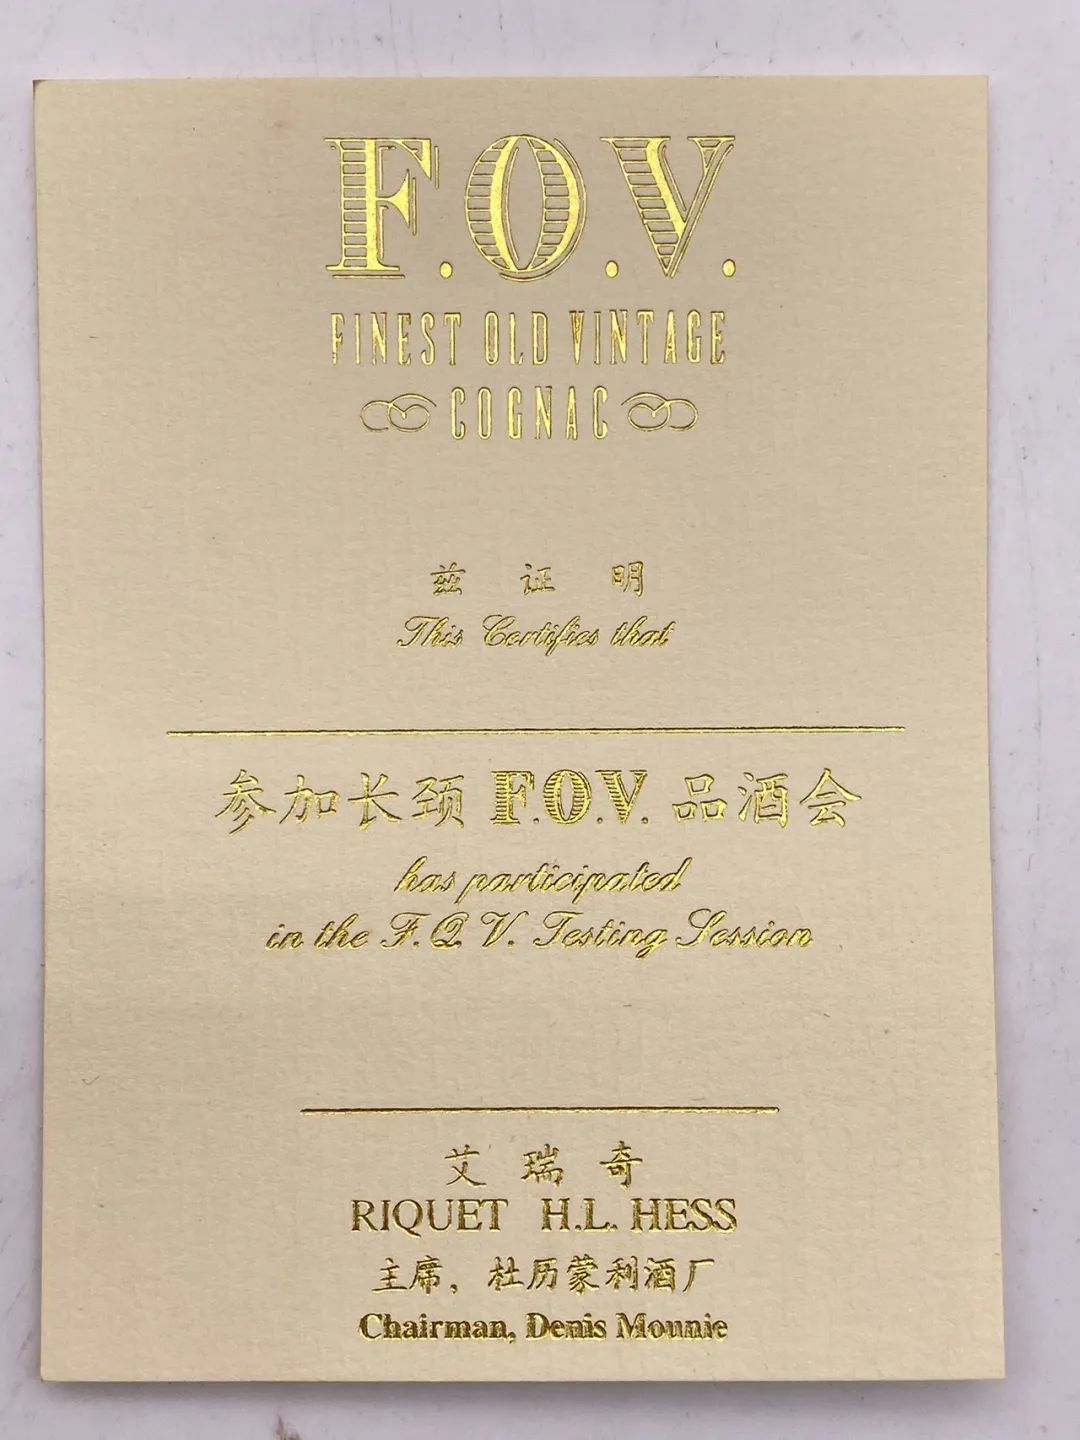 F.O.V.
FINEST OLD VINTAGE
COGNAC
兹证明
This Certifies that
参加长颈 F.O.V. 品酒会
has participated
in the F.O.V. Testing Session
艾瑞奇
RIQUET H.L. HESS
主席，杜历蒙利酒厂
Chairman, Denis Mounie